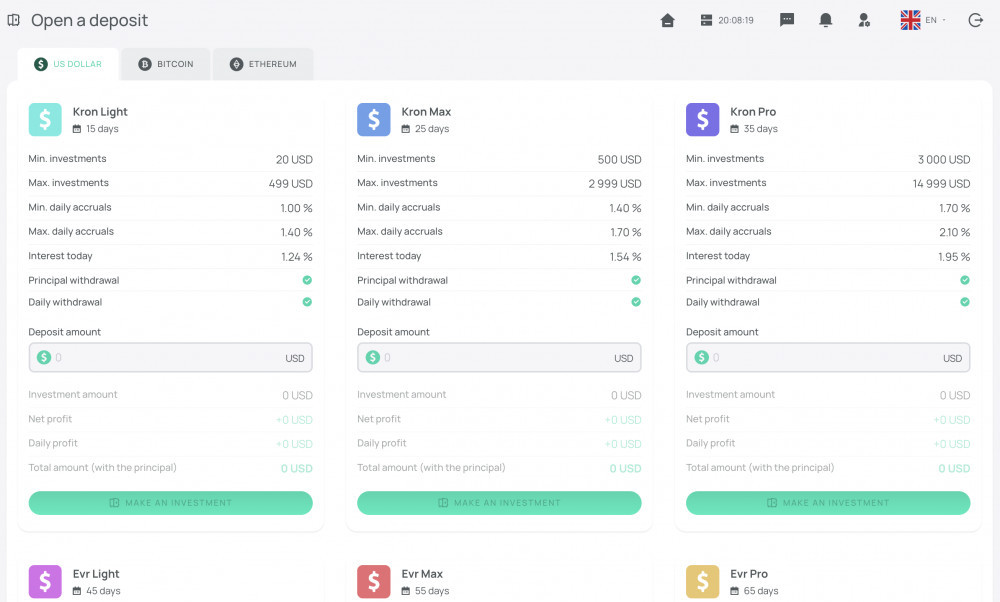 Open a deposit
20:08:19
EN
US DOLLAR
BITCOIN
ETHEREUM
Kron Light
15 days
Min. investments 20 USD
Max. investments 499 USD
Min. daily accruals 1.00 %
Max. daily accruals 1.40 %
Interest today 1.24 %
Principal withdrawal
Daily withdrawal
Deposit amount
0 USD
Investment amount 0 USD
Net profit +0 USD
Daily profit +0 USD
Total amount (with the principal) 0 USD
MAKE AN INVESTMENT
Kron Max
25 days
Min. investments 500 USD
Max. investments 2 999 USD
Min. daily accruals 1.40 %
Max. daily accruals 1.70 %
Interest today 1.54 %
Principal withdrawal
Daily withdrawal
Deposit amount
0 USD
Investment amount 0 USD
Net profit +0 USD
Daily profit +0 USD
Total amount (with the principal) 0 USD
MAKE AN INVESTMENT
Kron Pro
35 days
Min. investments 3 000 USD
Max. investments 14 999 USD
Min. daily accruals 1.70 %
Max. daily accruals 2.10 %
Interest today 1.95 %
Principal withdrawal
Daily withdrawal
Deposit amount
0 USD
Investment amount 0 USD
Net profit +0 USD
Daily profit +0 USD
Total amount (with the principal) 0 USD
MAKE AN INVESTMENT
Evr Light
45 days
Evr Max
55 days
Evr Pro
65 days